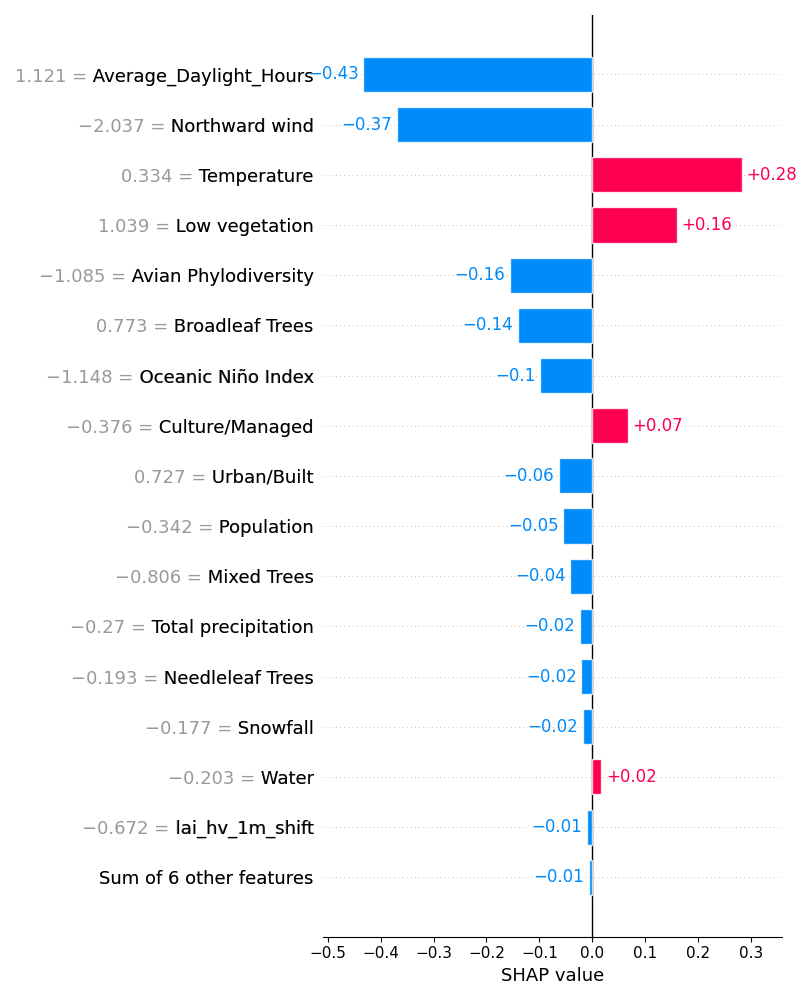 1.121 = Average_Daylight_Hours −0.43
−2.037 = Northward wind −0.37
0.334 = Temperature +0.28
1.039 = Low vegetation +0.16
−1.085 = Avian Phylodiversity −0.16
0.773 = Broadleaf Trees −0.14
−1.148 = Oceanic Niño Index −0.1
−0.376 = Culture/Managed +0.07
0.727 = Urban/Built −0.06
−0.342 = Population −0.05
−0.806 = Mixed Trees −0.04
−0.27 = Total precipitation −0.02
−0.193 = Needleleaf Trees −0.02
−0.177 = Snowfall −0.02
−0.203 = Water +0.02
−0.672 = lai_hv_1m_shift −0.01
Sum of 6 other features −0.01
−0.5 −0.4 −0.3 −0.2 −0.1 0.0 0.1 0.2 0.3
SHAP value